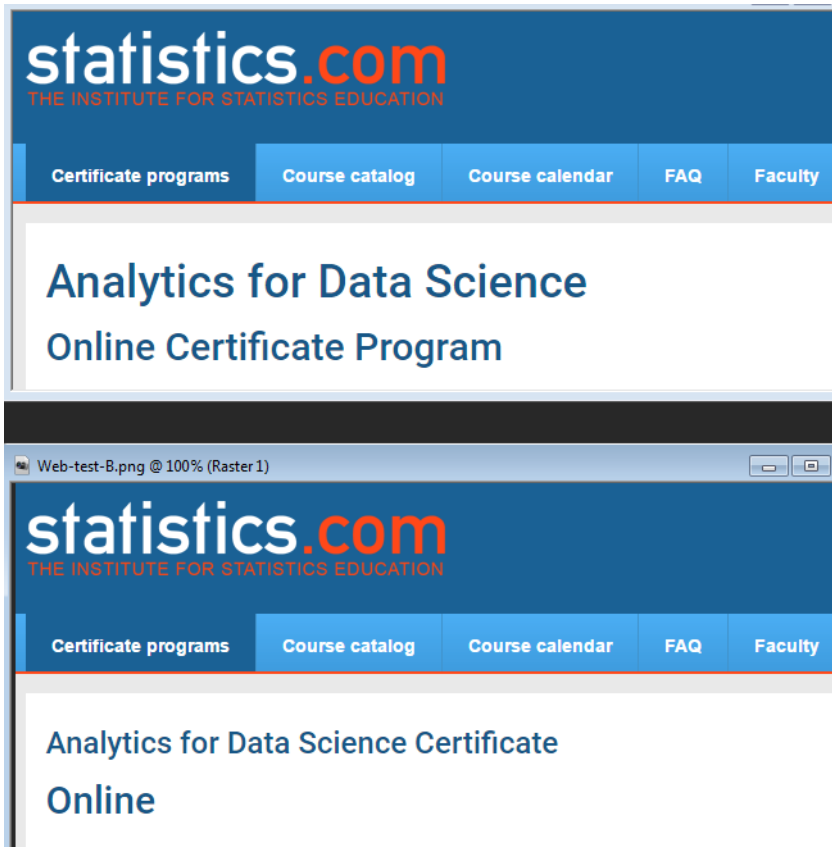 statistics.com
THE INSTITUTE FOR STATISTICS EDUCATION
Certificate programs Course catalog Course calendar FAQ Faculty
Analytics for Data Science
Online Certificate Program
Web-test-B.png @ 100% (Raster 1)
statistics.com
THE INSTITUTE FOR STATISTICS EDUCATION
Certificate programs Course catalog Course calendar FAQ Faculty
Analytics for Data Science Certificate
Online